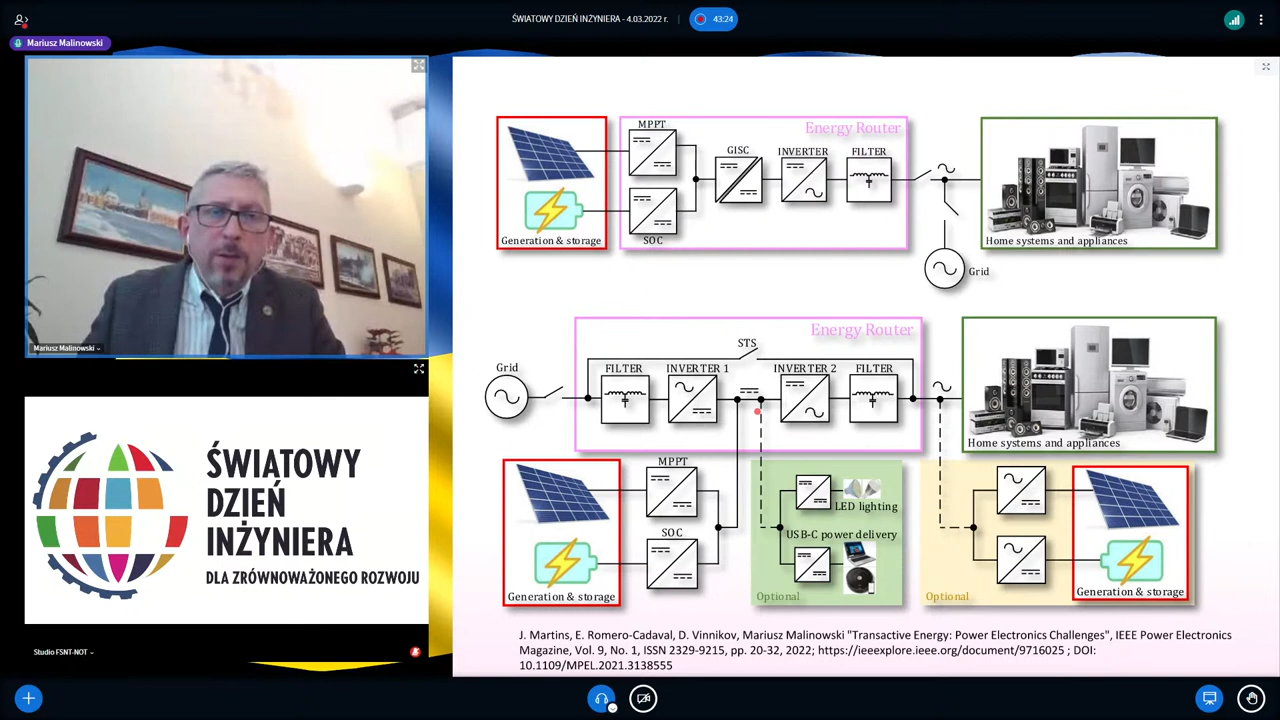 ŚWIATOWY DZIEŃ INŻYNIERA - 4.03.2022 r.
43:24
Mariusz Malinowski
Mariusz Malinowski
ŚWIATOWY
DZIEŃ
INŻYNIERA
DLA ZRÓWNOWAŻONEGO ROZWOJU
Studio FSNT-NOT
Energy Router
MPPT
GISC
INVERTER
FILTER
SOC
Generation & storage
Home systems and appliances
Grid
Energy Router
STS
Grid
FILTER
INVERTER 1
INVERTER 2
FILTER
Home systems and appliances
MPPT
SOC
Generation & storage
LED lighting
USB-C power delivery
Optional
Optional
Generation & storage
J. Martins, E. Romero-Cadaval, D. Vinnikov, Mariusz Malinowski "Transactive Energy: Power Electronics Challenges", IEEE Power Electronics
Magazine, Vol. 9, No. 1, ISSN 2329-9215, pp. 20-32, 2022; https://ieeexplore.ieee.org/document/9716025 ; DOI:
10.1109/MPEL.2021.3138555